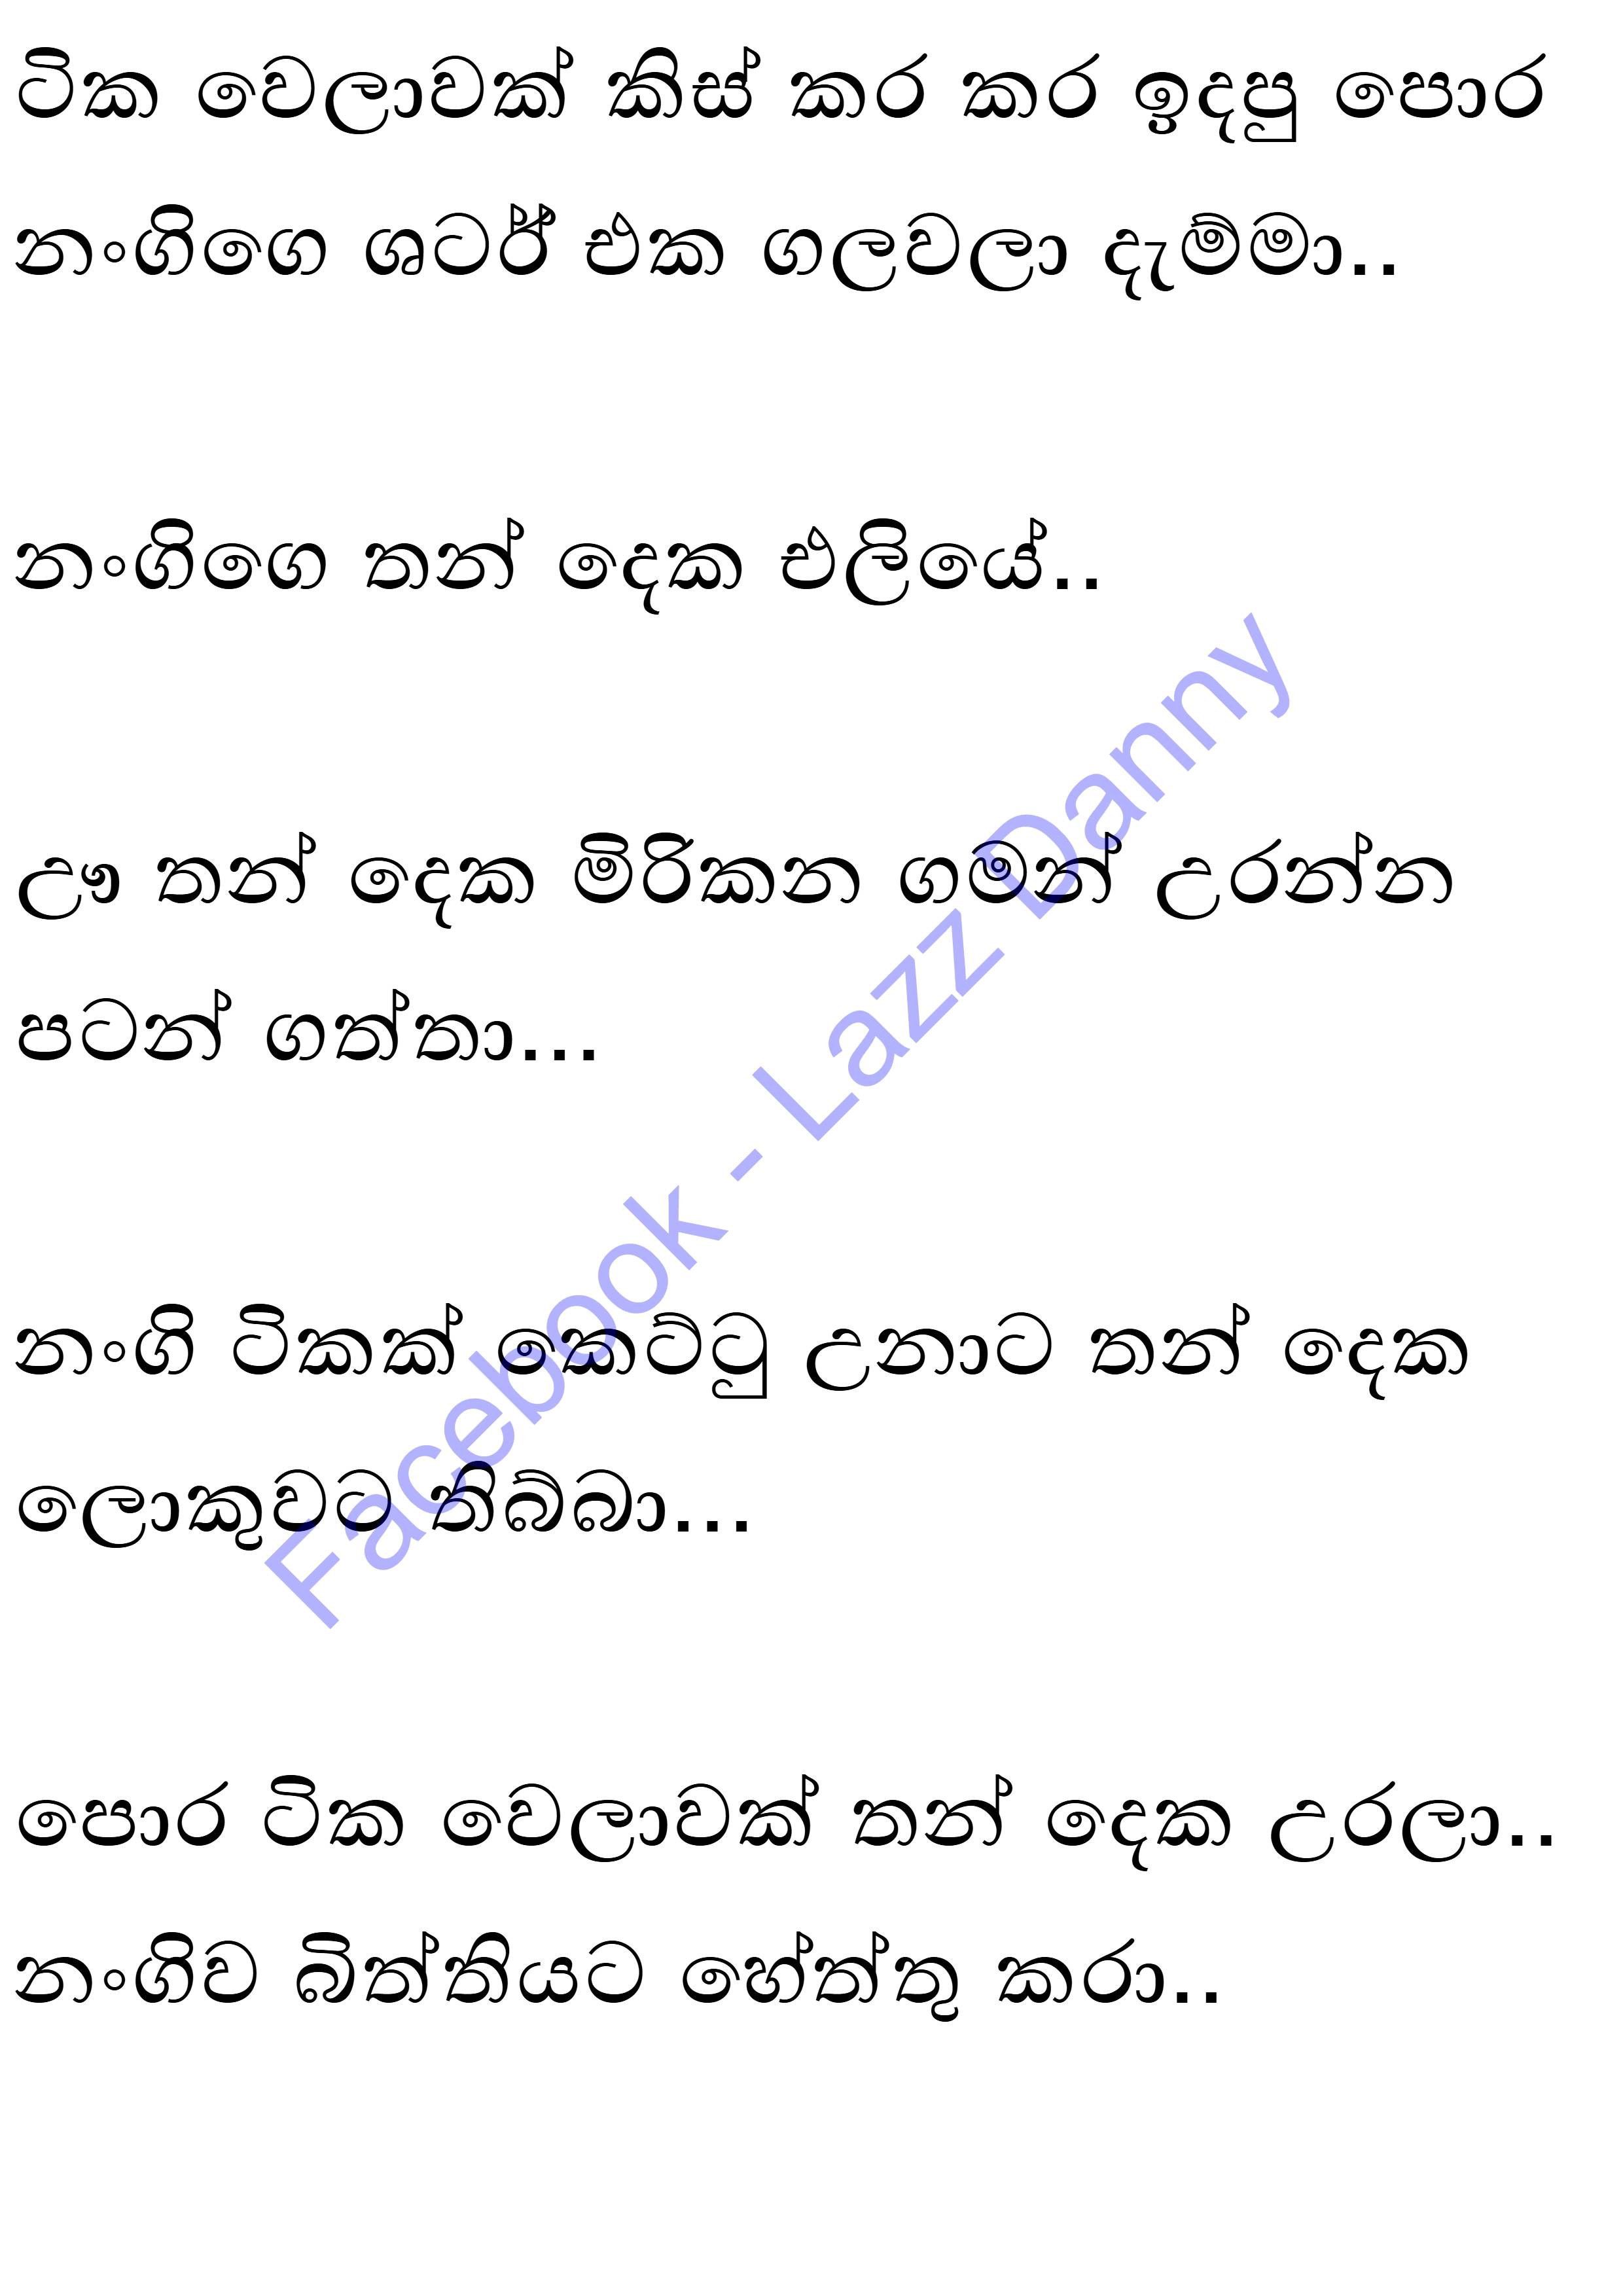 ටික වෙලාවක් කිස් කර කර ඉදපු පොර
නංගිගෙ ශටර්ට් එක ගලවලා දැම්මා..
නංගිගෙ තන් දෙක එලියේ..
ඌ තන් දෙක මිරිකන ගමන් උරන්න
පටන් ගත්තා...
නංගි ටිකක් කෙට්ටු උනාට තන් දෙක
ලොකුවට තිබ්බා...
පොර ටික වෙලාවක් තන් දෙක උරලා..
නංගිව බිත්තියට හේත්තු කරා..
Facebook - Lazz Danny